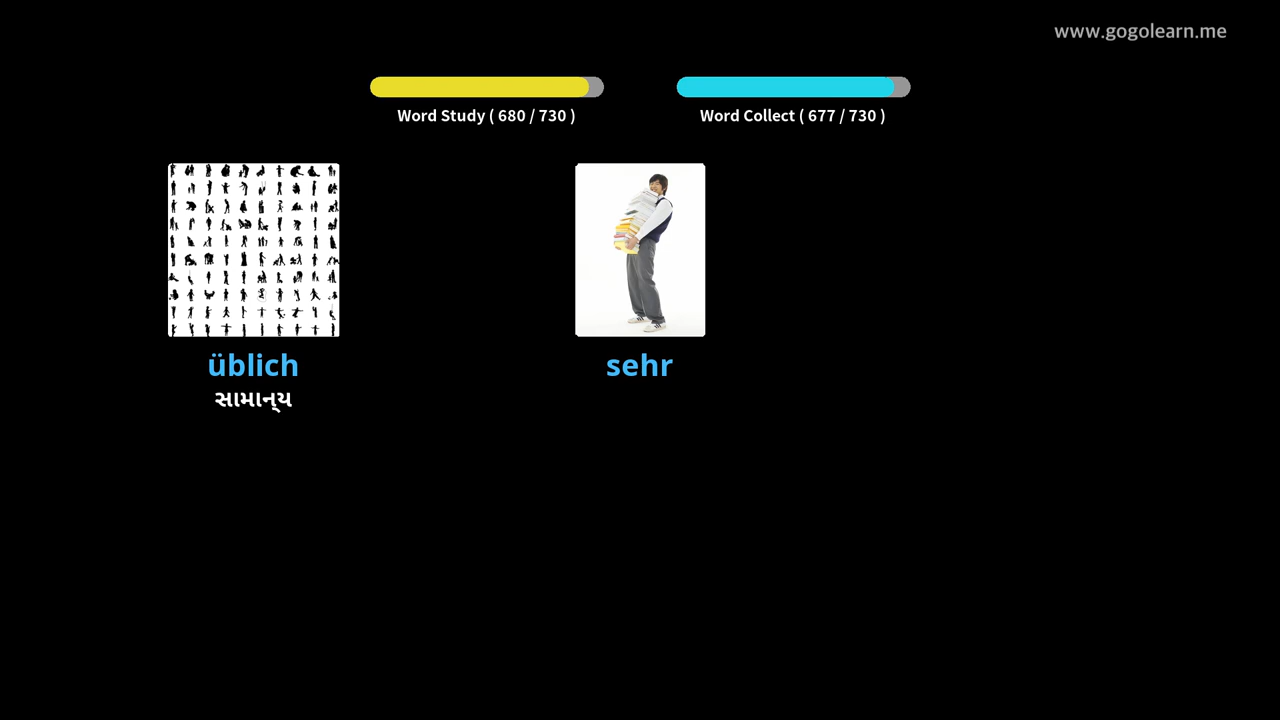 www.gogolearn.me
Word Study ( 680 / 730 )
Word Collect ( 677 / 730 )
üblich
sehr
સામાન્ય